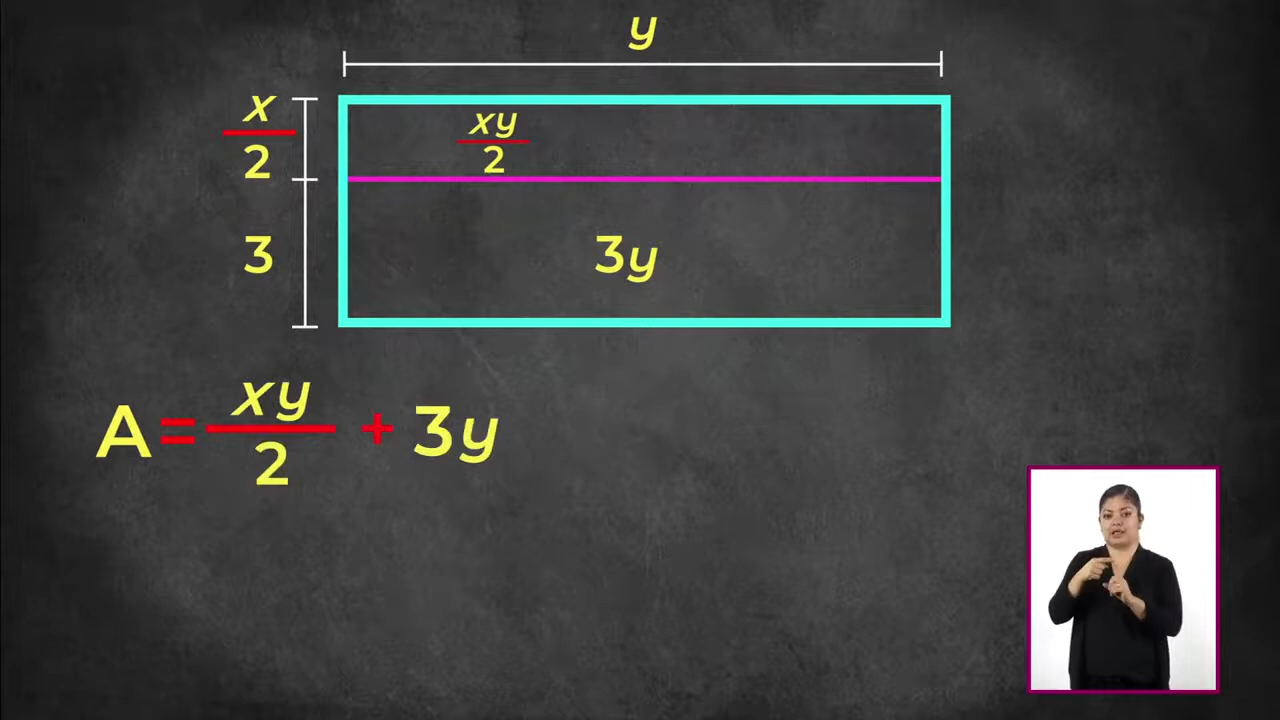 y
x/2
xy/2
3
3y
A = xy/2 + 3y